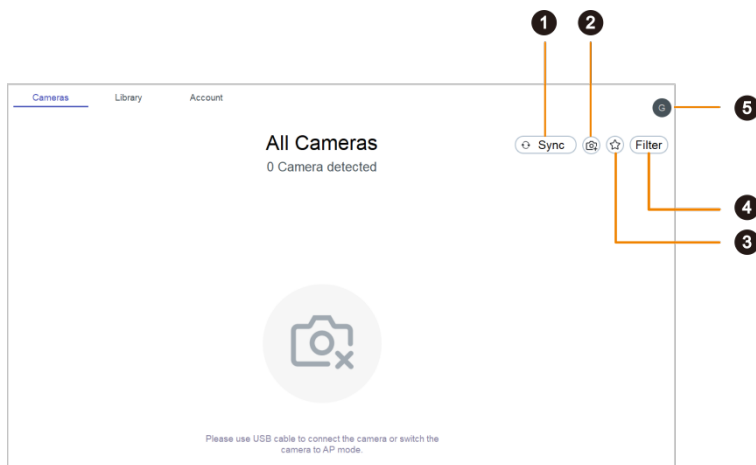 1 2
Cameras Library Account
G 5
All Cameras
Sync Filter
0 Camera detected
4
3
Please use USB cable to connect the camera or switch the
camera to AP mode.